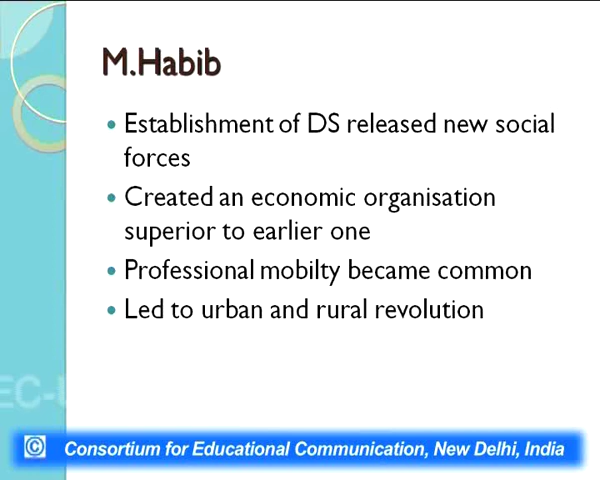 M.Habib
Establishment of DS released new social
forces
Created an economic organisation
superior to earlier one
Professional mobilty became common
Led to urban and rural revolution
EC-
© Consortium for Educational Communication, New Delhi, India